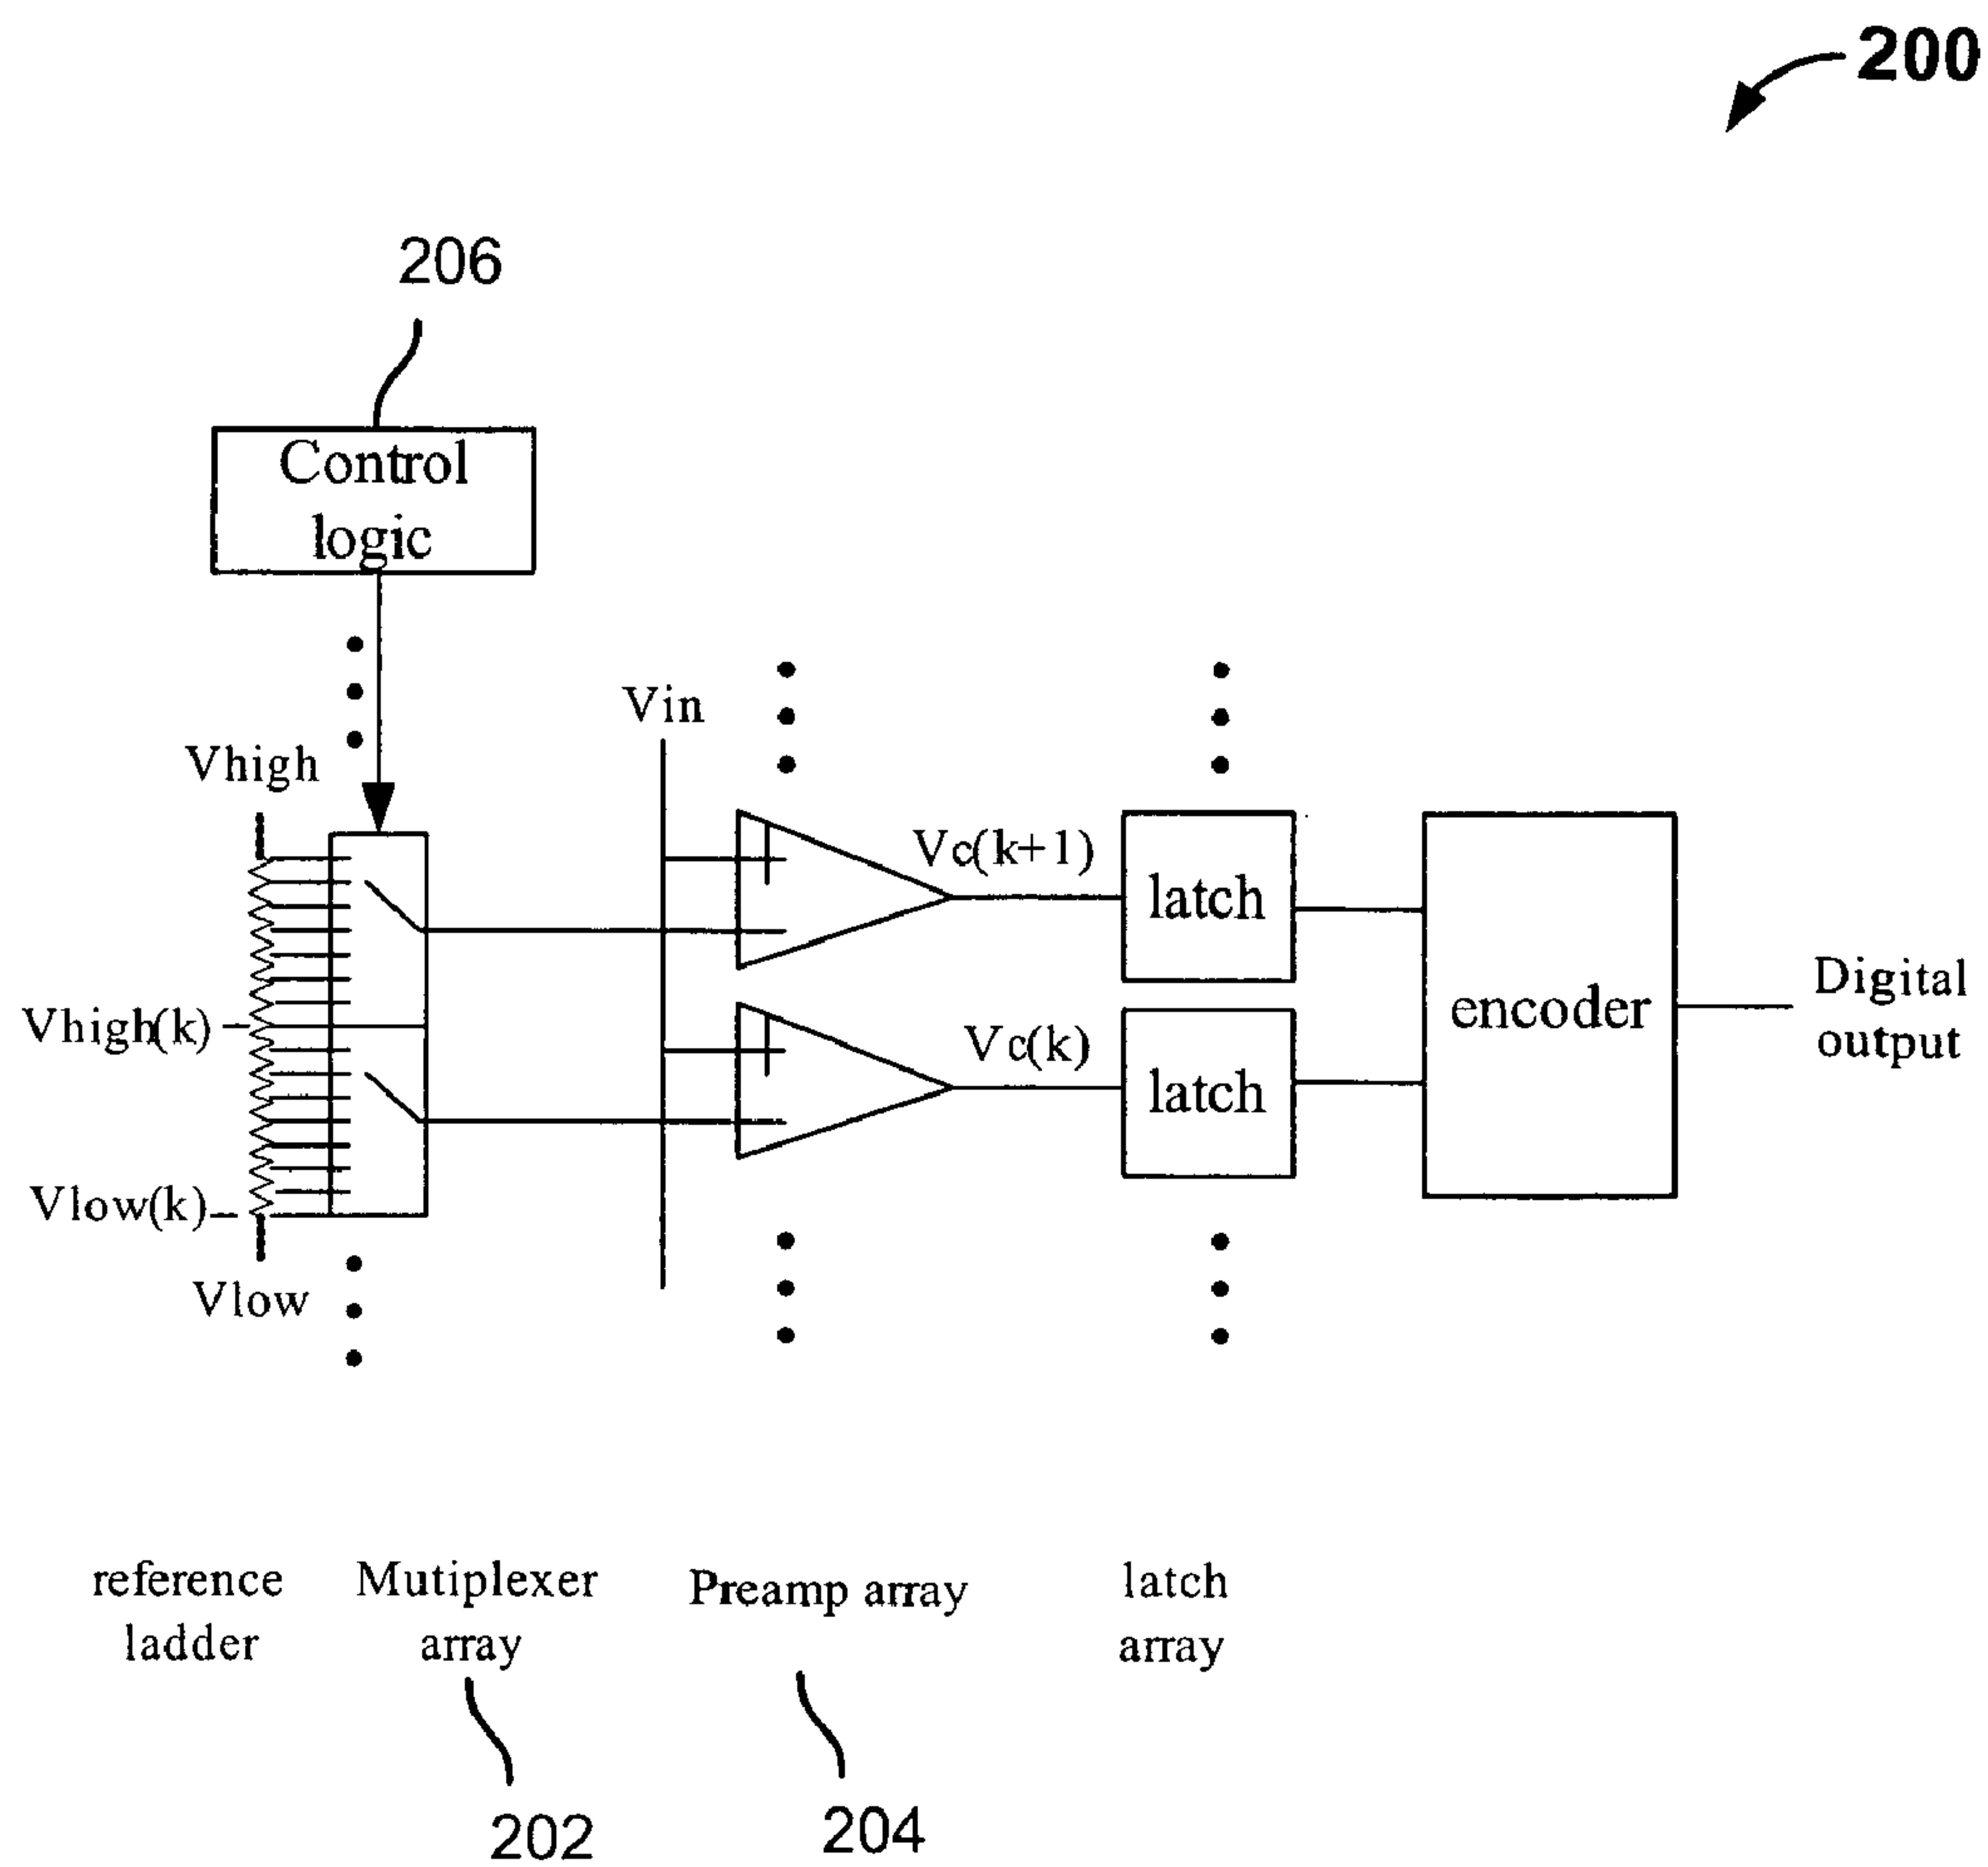 200
206
Control
logic
Vin
Vhigh
Vc(k+1)
latch
Vhigh(k)
Vc(k)
encoder
Digital
output
latch
Vlow(k)
Vlow
reference
ladder
Mutiplexer
array
Preamp array
latch
array
202
204